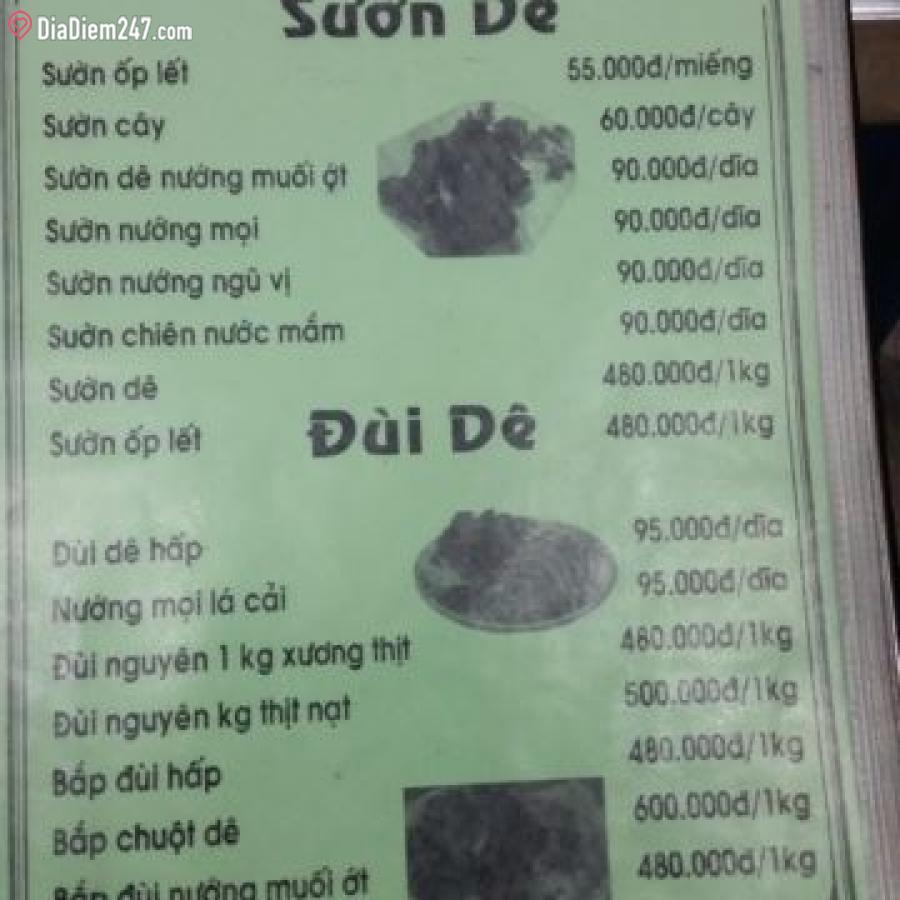 DiaDiem247.com
Sườn Dê
Sườn ốp lết 55.000đ/miếng
Sườn cây 60.000đ/cây
Sườn dê nướng muối ớt 90.000đ/dĩa
Sườn nướng mọi 90.000đ/dĩa
Sườn nướng ngũ vị 90.000đ/dĩa
Sườn chiên nước mắm 90.000đ/dĩa
Sườn dê 480.000đ/1kg
Sườn ốp lết 480.000đ/1kg
Đùi Dê
Đùi dê hấp 95.000đ/dĩa
Nướng mọi lá cải 95.000đ/dĩa
Đùi nguyên 1 kg xương thịt 480.000đ/1kg
Đùi nguyên kg thịt nạt 500.000đ/1kg
Bắp đùi hấp 480.000đ/1kg
Bắp chuột dê 600.000đ/1kg
Bắp đùi nướng muối ớt 480.000đ/1kg